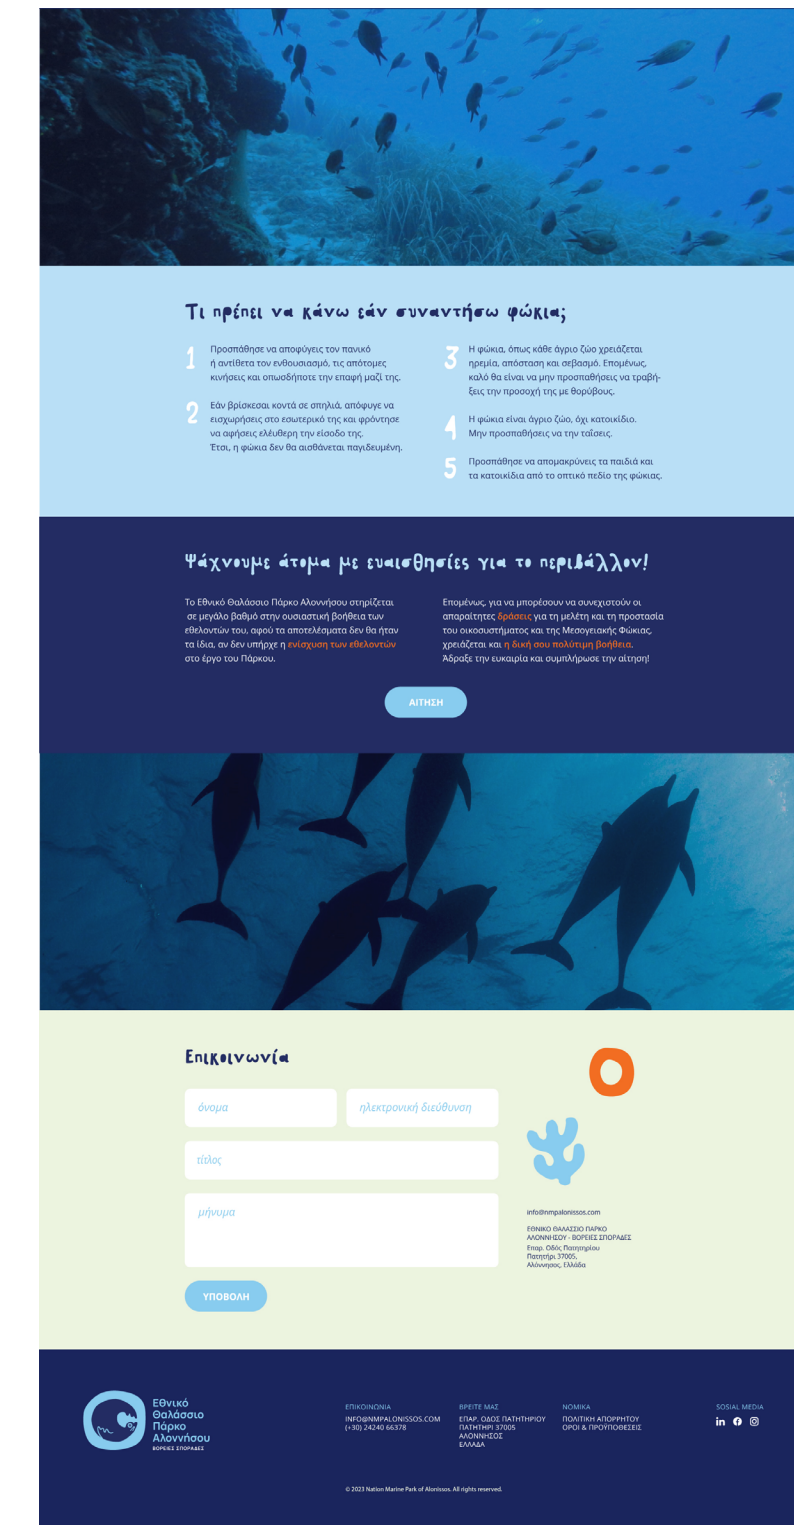 Τι πρέπει να κάνω εάν συναντήσω φώκια;
1
Προσπάθησε να αποφύγεις τον πανικό
ή αντίθετα τον ενθουσιασμό, τις απότομες
κινήσεις και οπωσδήποτε την επαφή μαζί της.
2
Εάν βρίσκεσαι κοντά σε σπηλιά, απόφυγε να
εισχωρήσεις στο εσωτερικό της και φρόντησε
να αφήσεις ελέυθερη την είσοδο της.
Έτσι, η φώκια δεν θα αισθάνεται παγιδευμένη.
3
Η φώκια, όπως κάθε άγριο ζώο χρειάζεται
ηρεμία, απόσταση και σεβασμό. Επομένως,
καλό θα είναι να μην προσπαθήσεις να τραβή-
ξεις την προσοχή της με θορύβους.
4
Η φώκια είναι άγριο ζώο, όχι κατοικίδιο.
Μην προσπαθήσεις να την ταΐσεις.
5
Προσπάθησε να απομακρύνεις τα παιδιά και
τα κατοικίδια από το οπτικό πεδίο της φώκιας.
Ψάχνουμε άτομα με ευαισθησίες για το περιβάλλον!
Το Εθνικό Θαλάσσιο Πάρκο Αλοννήσου στηρίζεται
σε μεγάλο βαθμό στην ουσιαστική βοήθεια των
εθελοντών του, αφού τα αποτελέσματα δεν θα ήταν
τα ίδια, αν δεν υπήρχε η ενίσχυση των εθελοντών
στο έργο του Πάρκου.
Επομένως, για να μπορέσουν να συνεχιστούν οι
απαραίτητες δράσεις για τη μελέτη και τη προστασία
του οικοσυστήματος και της Μεσογειακής Φώκιας,
χρειάζεται και η δική σου πολύτιμη βοήθεια.
Άδραξε την ευκαιρία και συμπλήρωσε την αίτηση!
ΑΙΤΗΣΗ
Επικοινωνία
όνομα
ηλεκτρονική διεύθυνση
τίτλος
μήνυμα
ΥΠΟΒΟΛΗ
info@nmpalonissos.com
ΕΘΝΙΚΟ ΘΑΛΑΣΣΙΟ ΠΑΡΚΟ
ΑΛΟΝΝΗΣΟΥ - ΒΟΡΕΙΕΣ ΣΠΟΡΑΔΕΣ
Επαρ. Οδός Πατητηρίου
Πατητήρι 37005,
Αλόννησος, Ελλάδα
Εθνικό
Θαλάσσιο
Πάρκο
Αλοννήσου
ΒΟΡΕΙΕΣ ΣΠΟΡΑΔΕΣ
ΕΠΙΚΟΙΝΩΝΙΑ
INFO@NMPALONISSOS.COM
(+30) 24240 66378
ΒΡΕΙΤΕ ΜΑΣ
ΕΠΑΡ. ΟΔΟΣ ΠΑΤΗΤΗΡΙΟΥ
ΠΑΤΗΤΗΡΙ 37005
ΑΛΟΝΝΗΣΟΣ
ΕΛΛΑΔΑ
ΝΟΜΙΚΑ
ΠΟΛΙΤΙΚΗ ΑΠΟΡΡΗΤΟΥ
ΟΡΟΙ & ΠΡΟΫΠΟΘΕΣΕΙΣ
SOSIAL MEDIA
© 2023 Nation Marine Park of Alonissos. All rights reserved.